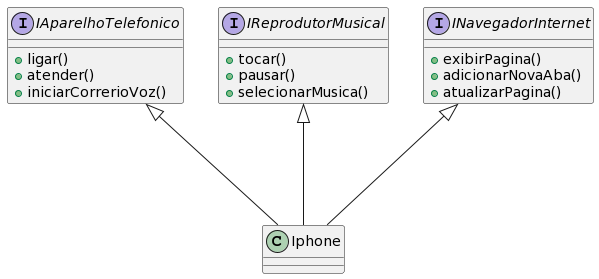 I IAparelhoTelefonico
ligar()
atender()
iniciarCorrerioVoz()
I IReprodutorMusical
tocar()
pausar()
selecionarMusica()
I INavegadorInternet
exibirPagina()
adicionarNovaAba()
atualizarPagina()
C Iphone